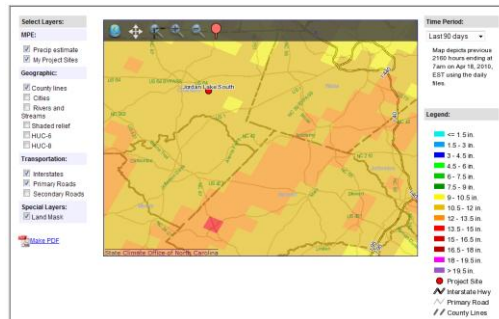 Select Layers:
MPE:
Precip estimate
My Project Sites
Geographic:
County lines
Cities
Rivers and
Streams
Shaded relief
HUC-6
HUC-8
Transportation:
Interstates
Primary Roads
Secondary Roads
Special Layers:
Land Mask
Make PDF
Jordan Lake South
State Climate Office of North Carolina
Time Period:
Last 90 days
Map depicts previous
2160 hours ending at
7am on Apr 18, 2010,
EST using the daily
files.
Legend:
<= 1.5 in.
1.5 - 3 in.
3 - 4.5 in.
4.5 - 6 in.
6 - 7.5 in.
7.5 - 9 in.
9 - 10.5 in.
10.5 - 12 in.
12 - 13.5 in.
13.5 - 15 in.
15 - 16.5 in.
16.5 - 18 in.
18 - 19.5 in.
> 19.5 in.
Project Site
Interstate Hwy
Primary Road
County Lines